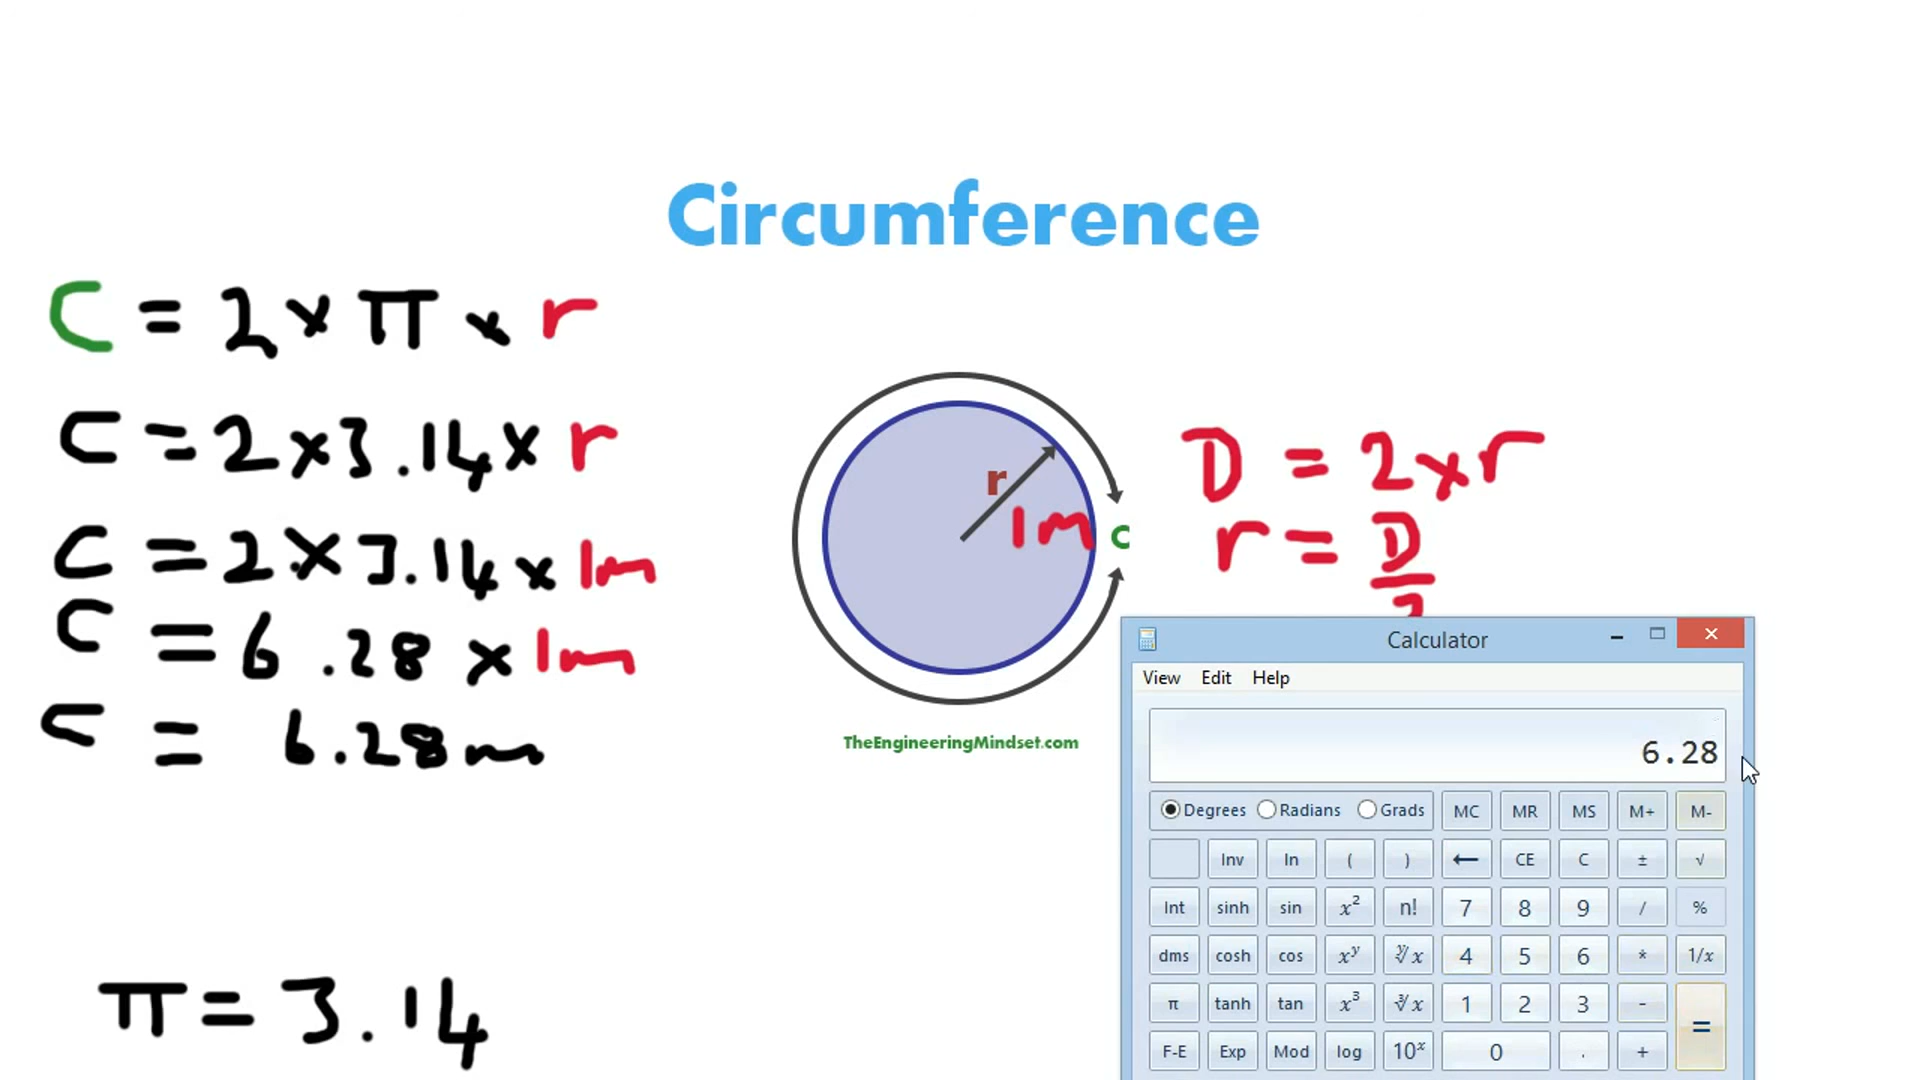 Circumference
C = 2 × π × r
C = 2 × 3.14 × r
C = 2 × 3.14 × 1m
C = 6.28 × 1m
C = 6.28m
π = 3.14
r
1m
C
TheEngineeringMindset.com
D = 2 × r
r = D/2
Calculator
View Edit Help
6.28
Degrees Radians Grads MC MR MS M+ M-
Inv ln ( ) ← CE C ± √
Int sinh sin x² n! 7 8 9 / %
dms cosh cos xʸ ʸ√x 4 5 6 * 1/x
π tanh tan x³ ³√x 1 2 3 - =
F-E Exp Mod log 10ˣ 0 . +